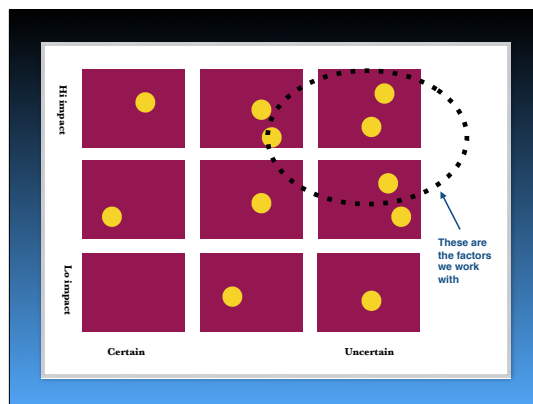 Hi impact
These are
the factors
we work
with
Lo impact
Certain
Uncertain